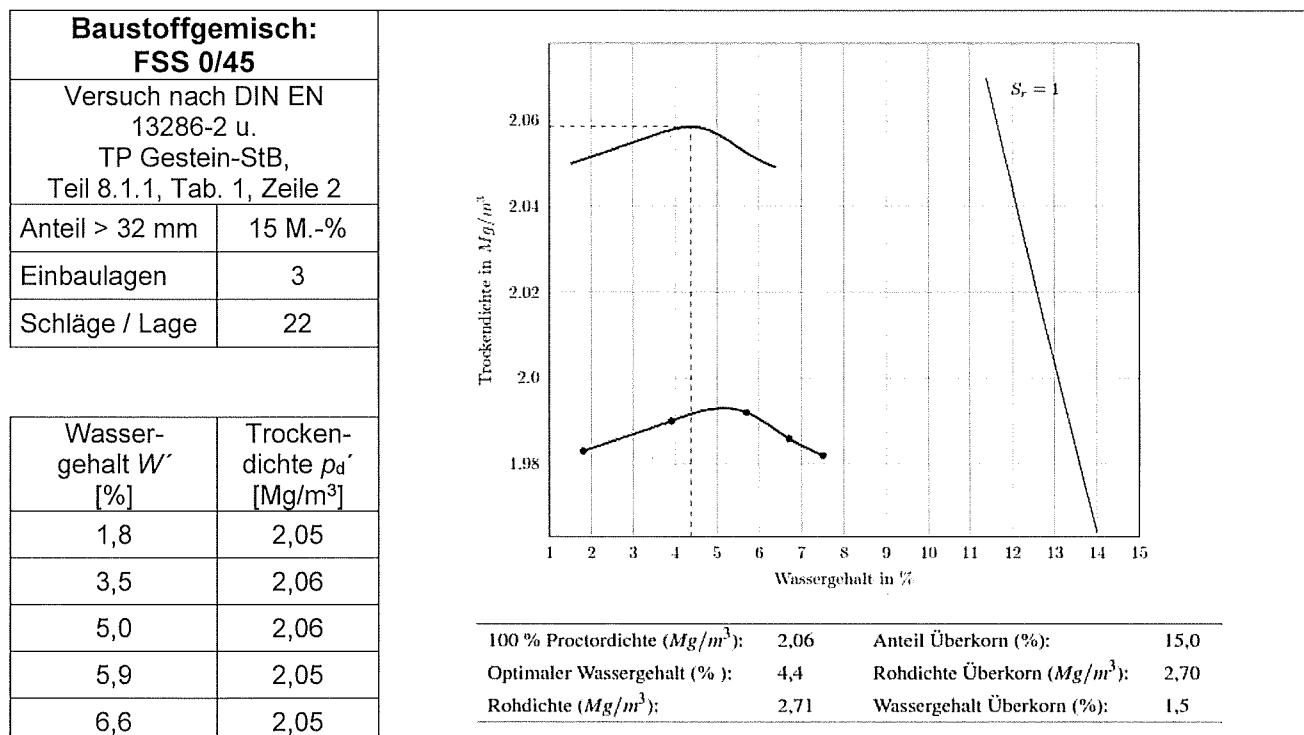 Baustoffgemisch:
FSS 0/45
Versuch nach DIN EN
13286-2 u.
TP Gestein-StB,
Teil 8.1.1, Tab. 1, Zeile 2
Anteil > 32 mm 15 M.-%
Einbaulagen 3
Schläge / Lage 22
Wasser-
gehalt W´
[%]
Trocken-
dichte pd´
[Mg/m³]
1,8 2,05
3,5 2,06
5,0 2,06
5,9 2,05
6,6 2,05
Trockendichte in Mg/m³
2.06
2.04
2.02
2.0
1.98
Sr = 1
1 2 3 4 5 6 7 8 9 10 11 12 13 14 15
Wassergehalt in %
100 % Proctordichte (Mg/m³): 2,06 Anteil Überkorn (%): 15,0
Optimaler Wassergehalt (% ): 4,4 Rohdichte Überkorn (Mg/m³): 2,70
Rohdichte (Mg/m³): 2,71 Wassergehalt Überkorn (%): 1,5